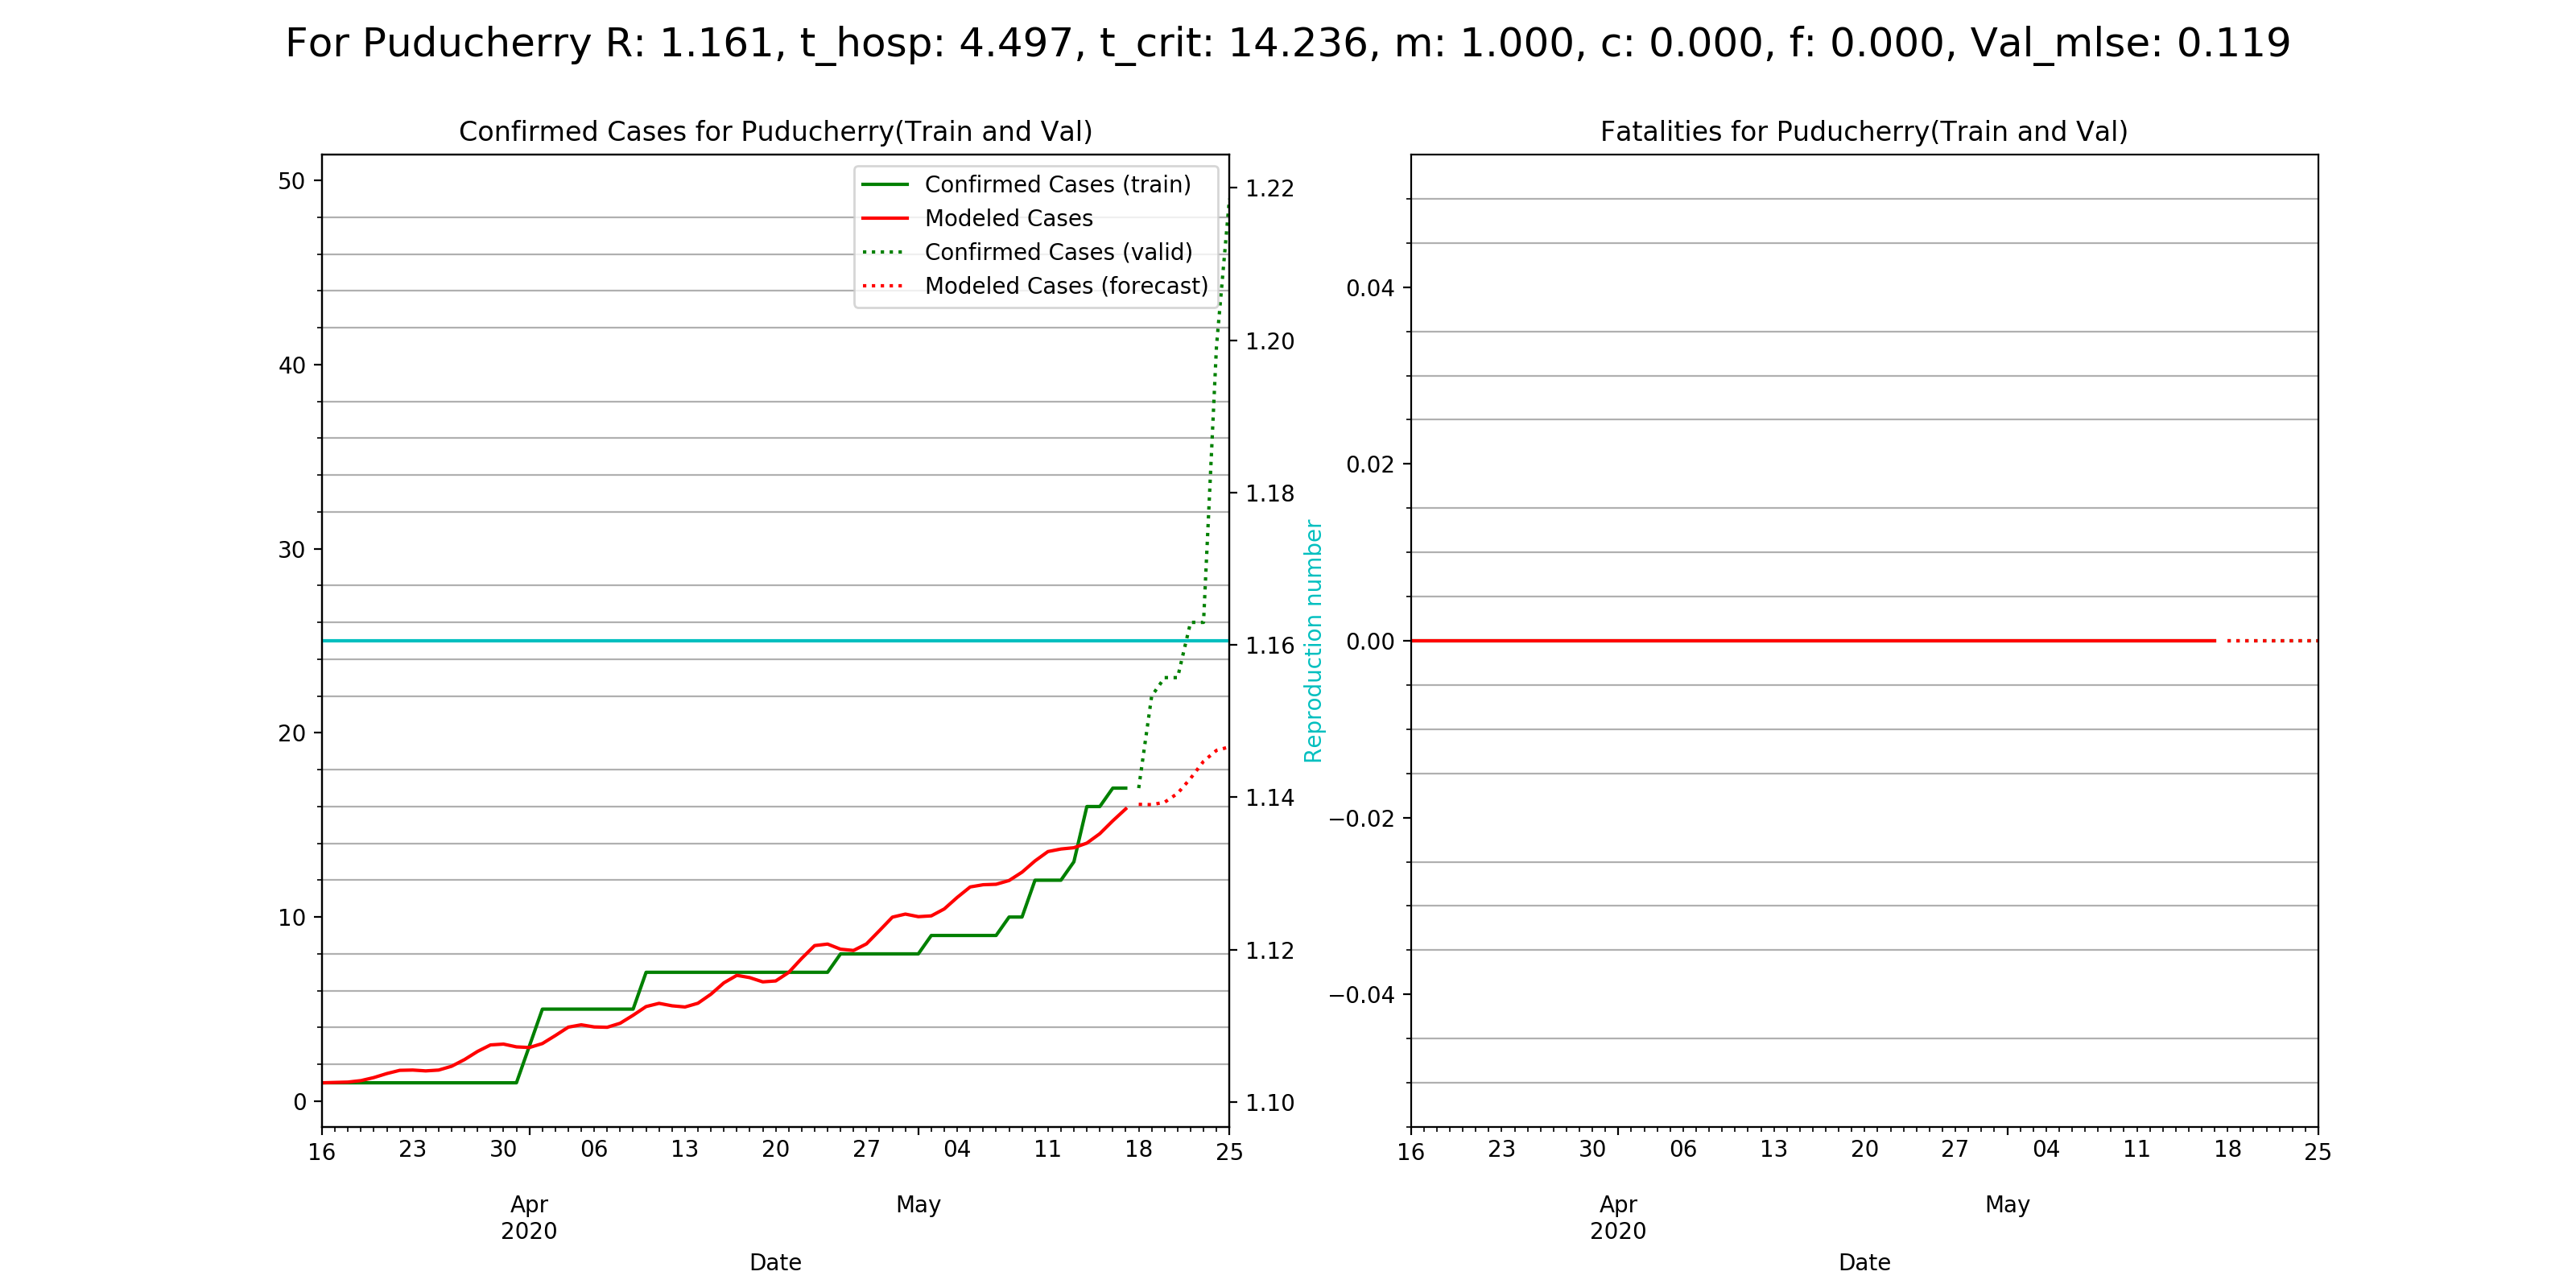 For Puducherry R: 1.161, t_hosp: 4.497, t_crit: 14.236, m: 1.000, c: 0.000, f: 0.000, Val_mlse: 0.119
Confirmed Cases for Puducherry(Train and Val)
Confirmed Cases (train)
Modeled Cases
Confirmed Cases (valid)
Modeled Cases (forecast)
50
40
30
20
10
0
1.22
1.20
1.18
1.16
1.14
1.12
1.10
Reproduction number
16 23 30 06 13 20 27 04 11 18 25
Apr May
2020
Date
Fatalities for Puducherry(Train and Val)
0.04
0.02
0.00
−0.02
−0.04
16 23 30 06 13 20 27 04 11 18 25
Apr May
2020
Date